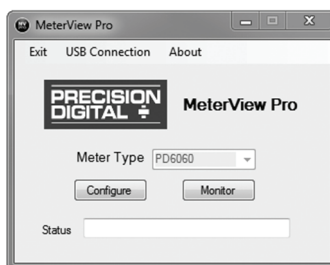 MeterView Pro
Exit USB Connection About
PRECISION
DIGITAL
MeterView Pro
Meter Type PD6060
Configure Monitor
Status